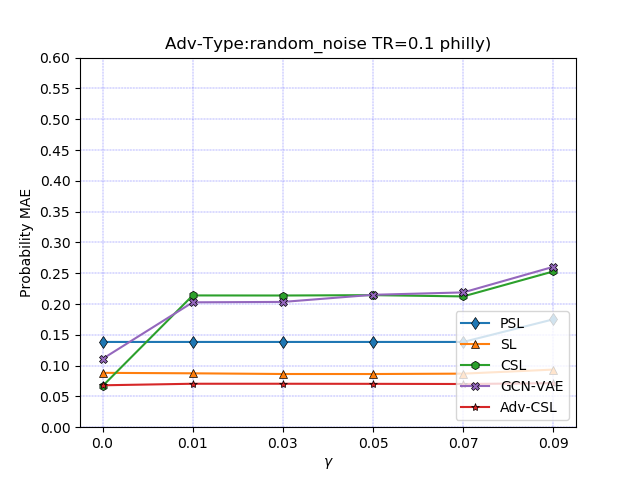 Adv-Type:random_noise TR=0.1 philly)
0.60
0.55
0.50
0.45
0.40
0.35
0.30
0.25
0.20
0.15
0.10
0.05
0.00
Probability MAE
PSL
SL
CSL
GCN-VAE
Adv-CSL
0.0 0.01 0.03 0.05 0.07 0.09
γ